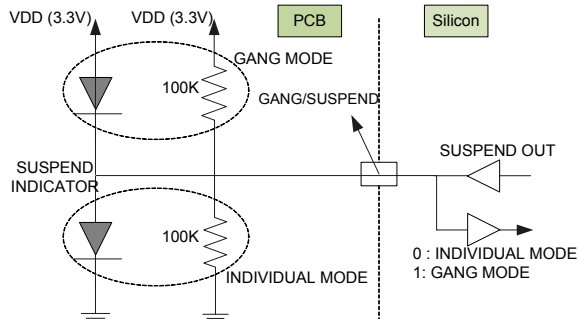 VDD (3.3V)
VDD (3.3V)
PCB
Silicon
GANG MODE
100K
GANG/SUSPEND
SUSPEND OUT
SUSPEND
INDICATOR
100K
0 : INDIVIDUAL MODE
1: GANG MODE
INDIVIDUAL MODE